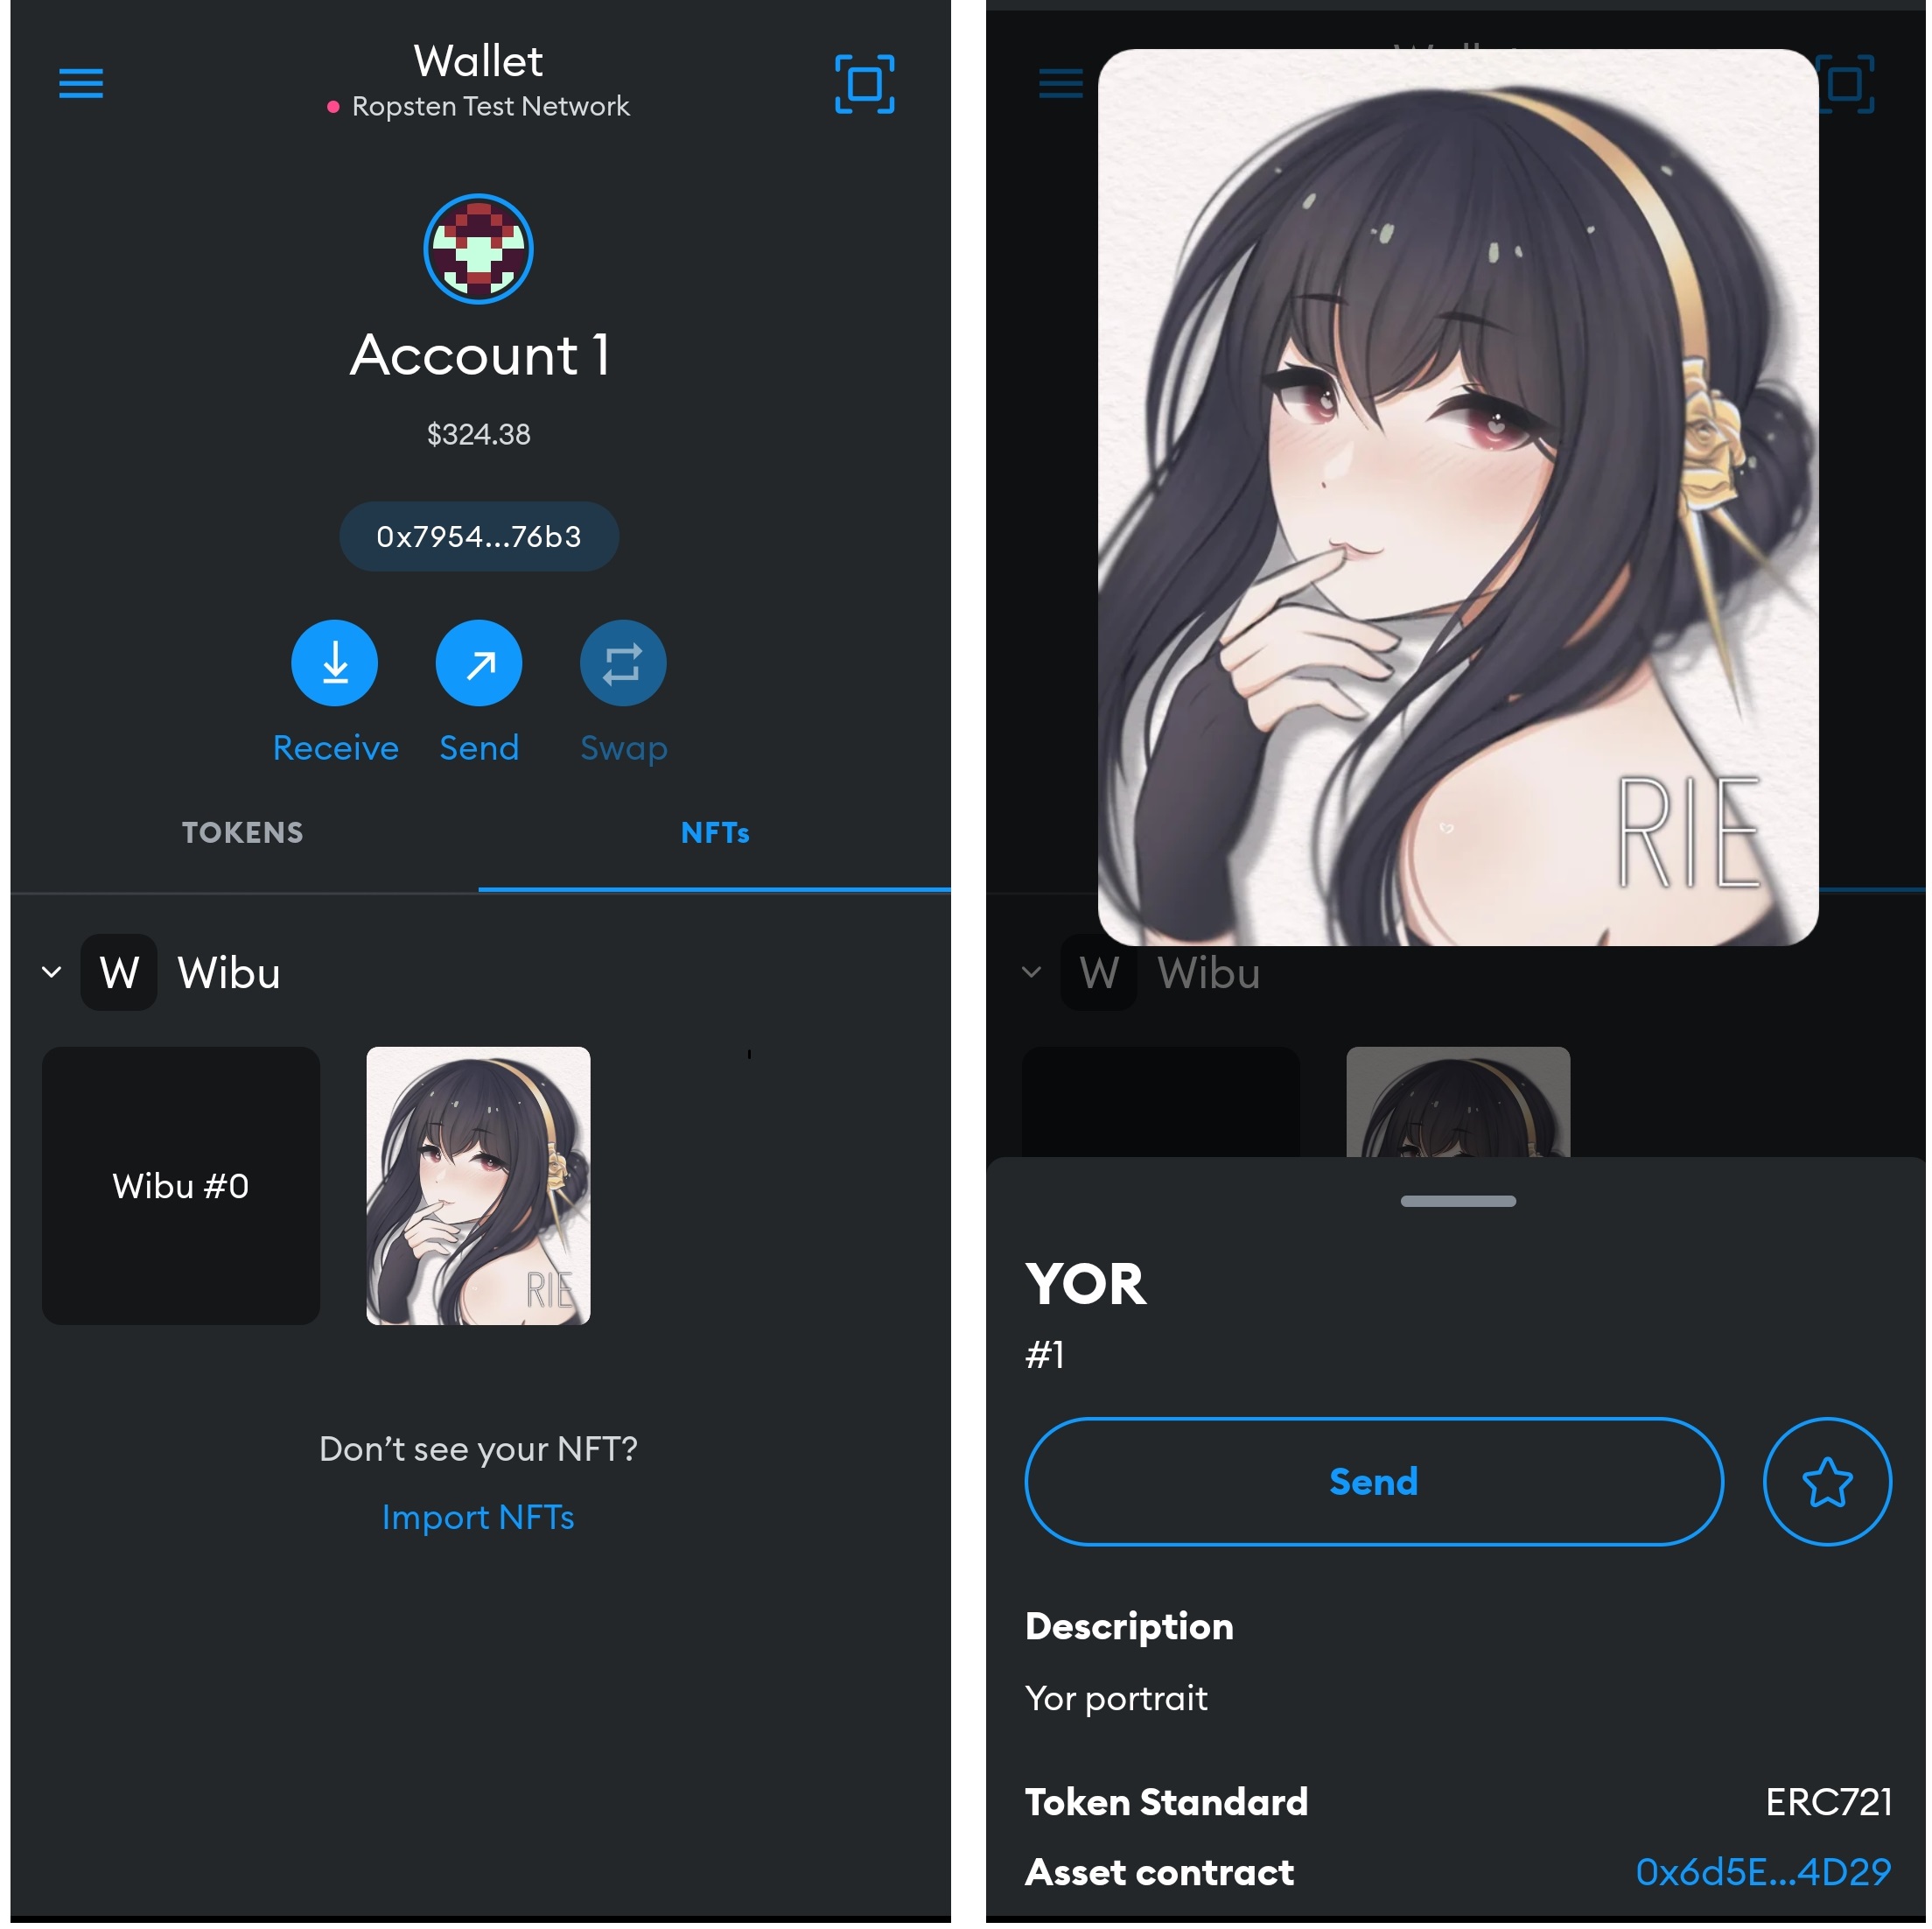 Wallet
Ropsten Test Network
Account 1
$324.38
0x7954...76b3
Receive
Send
Swap
TOKENS
NFTs
W
Wibu
Wibu #0
RIE
Don’t see your NFT?
Import NFTs
Wallet
RIE
W
Wibu
YOR
#1
Send
Description
Yor portrait
Token Standard
ERC721
Asset contract
0x6d5E...4D29